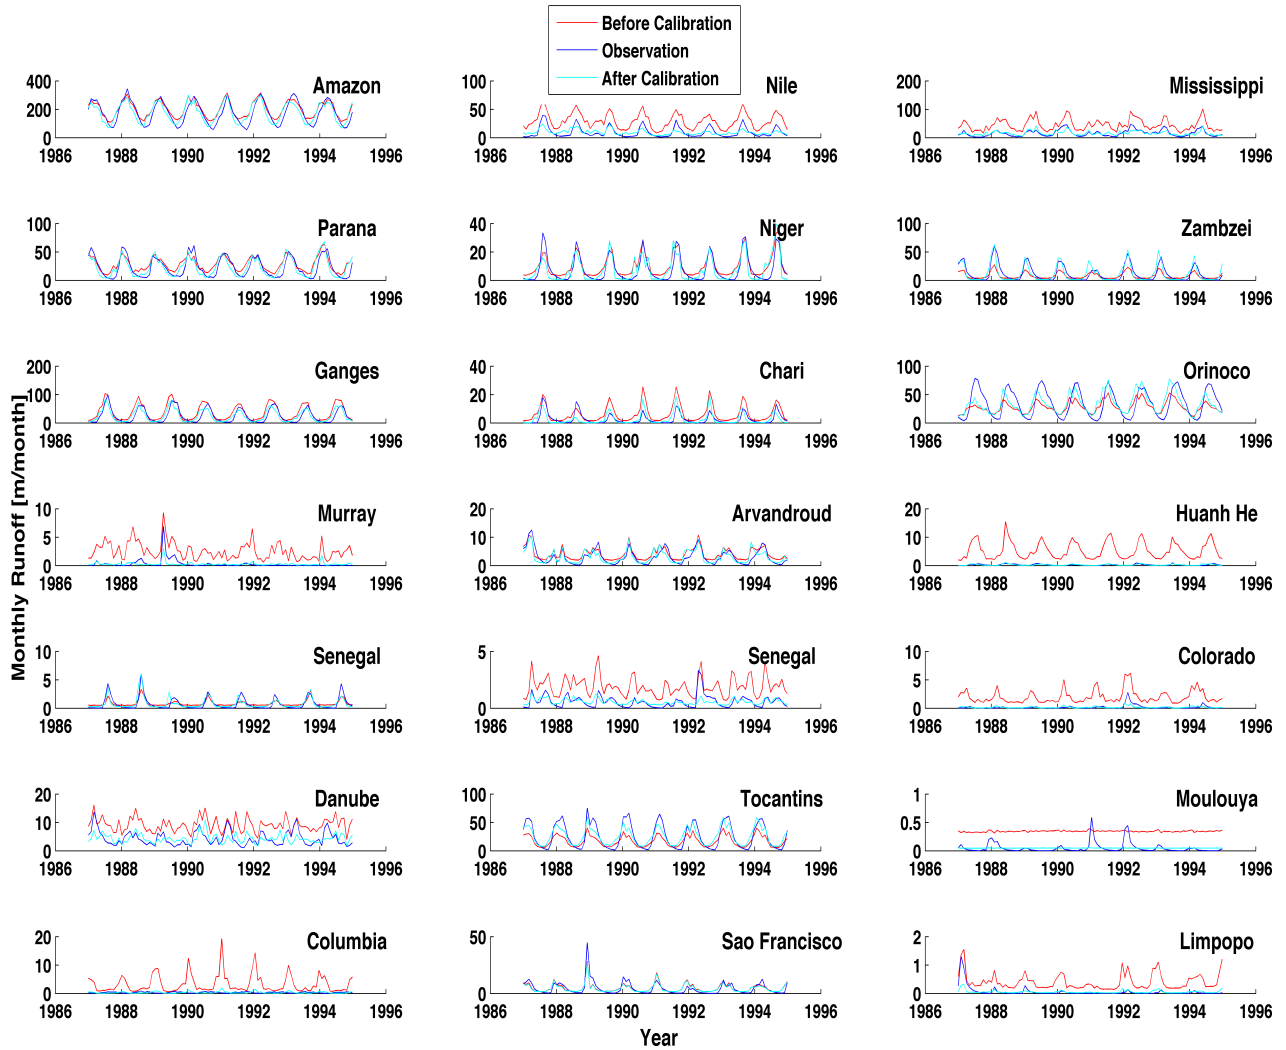 Before Calibration
Observation
After Calibration
Amazon
400
200
0
1986 1988 1990 1992 1994 1996
Nile
100
50
0
1986 1988 1990 1992 1994 1996
Mississippi
200
100
0
1986 1988 1990 1992 1994 1996
Parana
100
50
0
1986 1988 1990 1992 1994 1996
Niger
40
20
0
1986 1988 1990 1992 1994 1996
Zambzei
100
50
0
1986 1988 1990 1992 1994 1996
Ganges
200
100
0
1986 1988 1990 1992 1994 1996
Chari
40
20
0
1986 1988 1990 1992 1994 1996
Orinoco
100
50
0
1986 1988 1990 1992 1994 1996
Monthly Runoff [m/month]
Murray
10
5
0
1986 1988 1990 1992 1994 1996
Arvandroud
20
10
0
1986 1988 1990 1992 1994 1996
Huanh He
20
10
0
1986 1988 1990 1992 1994 1996
Senegal
10
5
0
1986 1988 1990 1992 1994 1996
Senegal
5
0
1986 1988 1990 1992 1994 1996
Colorado
10
5
0
1986 1988 1990 1992 1994 1996
Danube
20
10
0
1986 1988 1990 1992 1994 1996
Tocantins
100
50
0
1986 1988 1990 1992 1994 1996
Moulouya
1
0.5
0
1986 1988 1990 1992 1994 1996
Columbia
20
10
0
1986 1988 1990 1992 1994 1996
Sao Francisco
50
0
1986 1988 1990 1992 1994 1996
Limpopo
2
1
0
1986 1988 1990 1992 1994 1996
Year